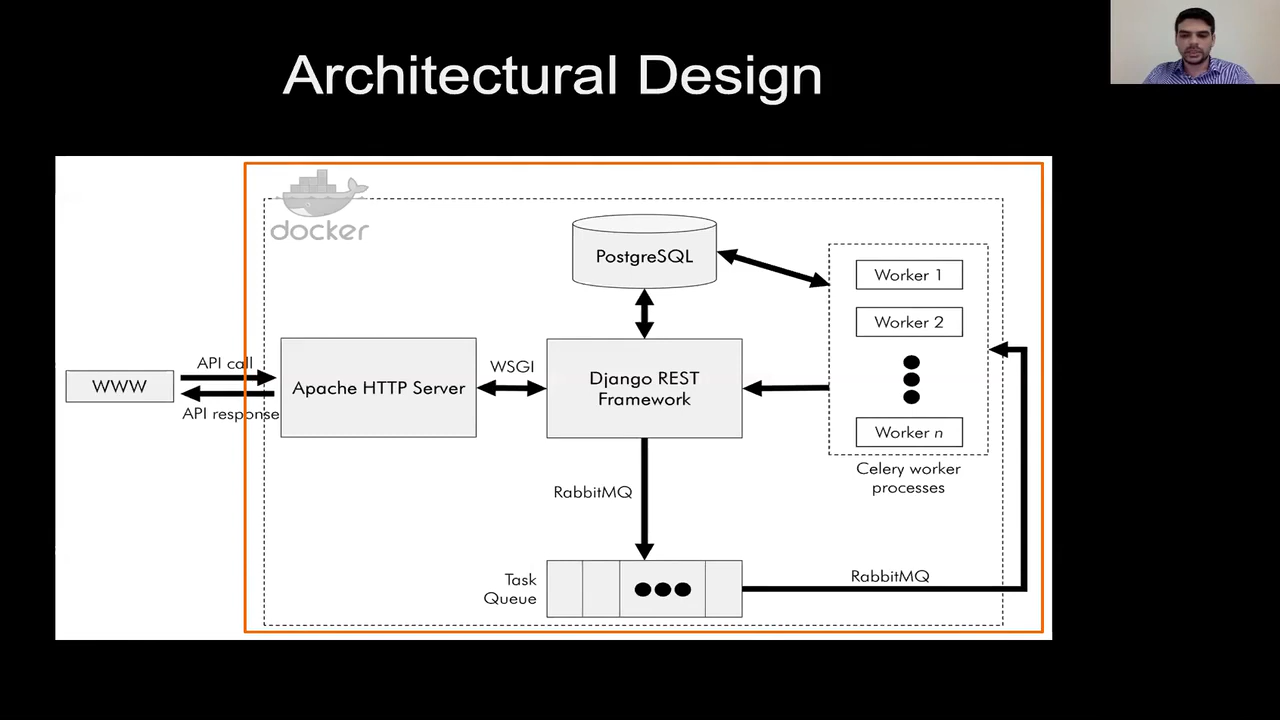 Architectural Design
docker
PostgreSQL
Worker 1
Worker 2
API call
WSGI
WWW
Apache HTTP Server
Django REST
Framework
API response
Worker n
Celery worker
processes
RabbitMQ
Task
Queue
RabbitMQ